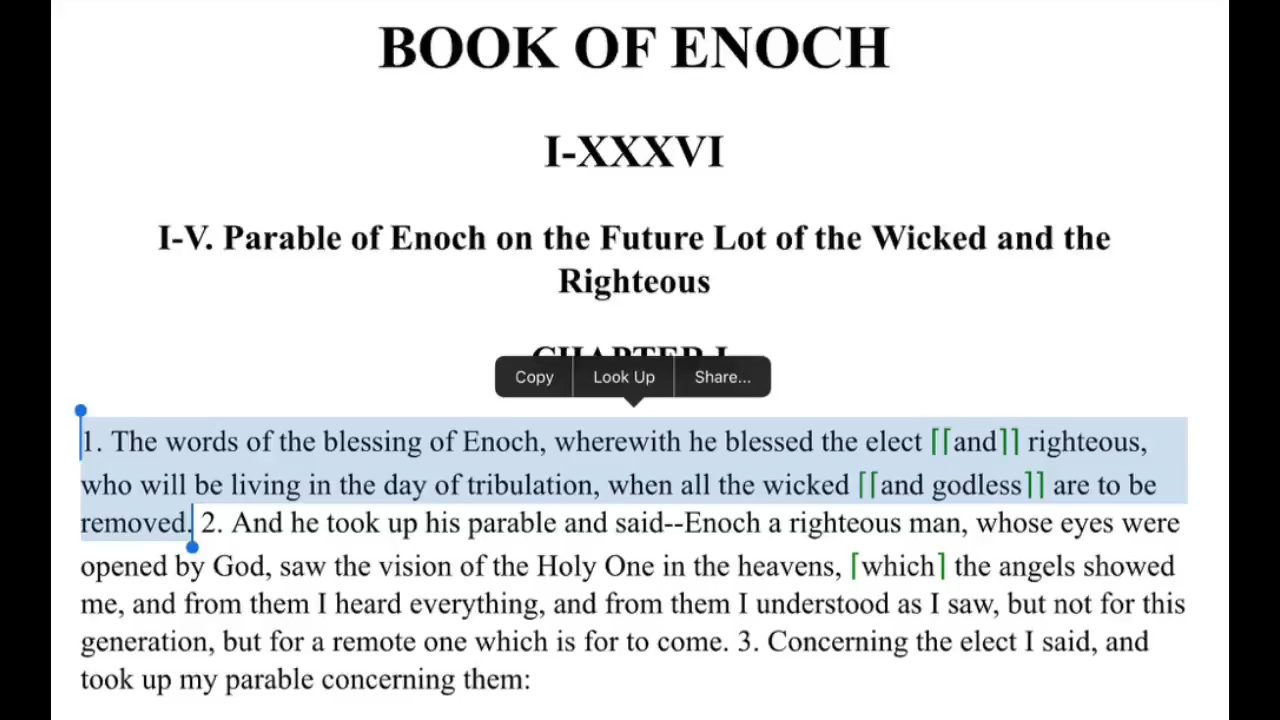 BOOK OF ENOCH
I-XXXVI
I-V. Parable of Enoch on the Future Lot of the Wicked and the
Righteous
CHAPTER I
Copy Look Up Share...
1. The words of the blessing of Enoch, wherewith he blessed the elect ⌈⌈and⌉⌉ righteous,
who will be living in the day of tribulation, when all the wicked ⌈⌈and godless⌉⌉ are to be
removed. 2. And he took up his parable and said--Enoch a righteous man, whose eyes were
opened by God, saw the vision of the Holy One in the heavens, ⌈which⌉ the angels showed
me, and from them I heard everything, and from them I understood as I saw, but not for this
generation, but for a remote one which is for to come. 3. Concerning the elect I said, and
took up my parable concerning them: